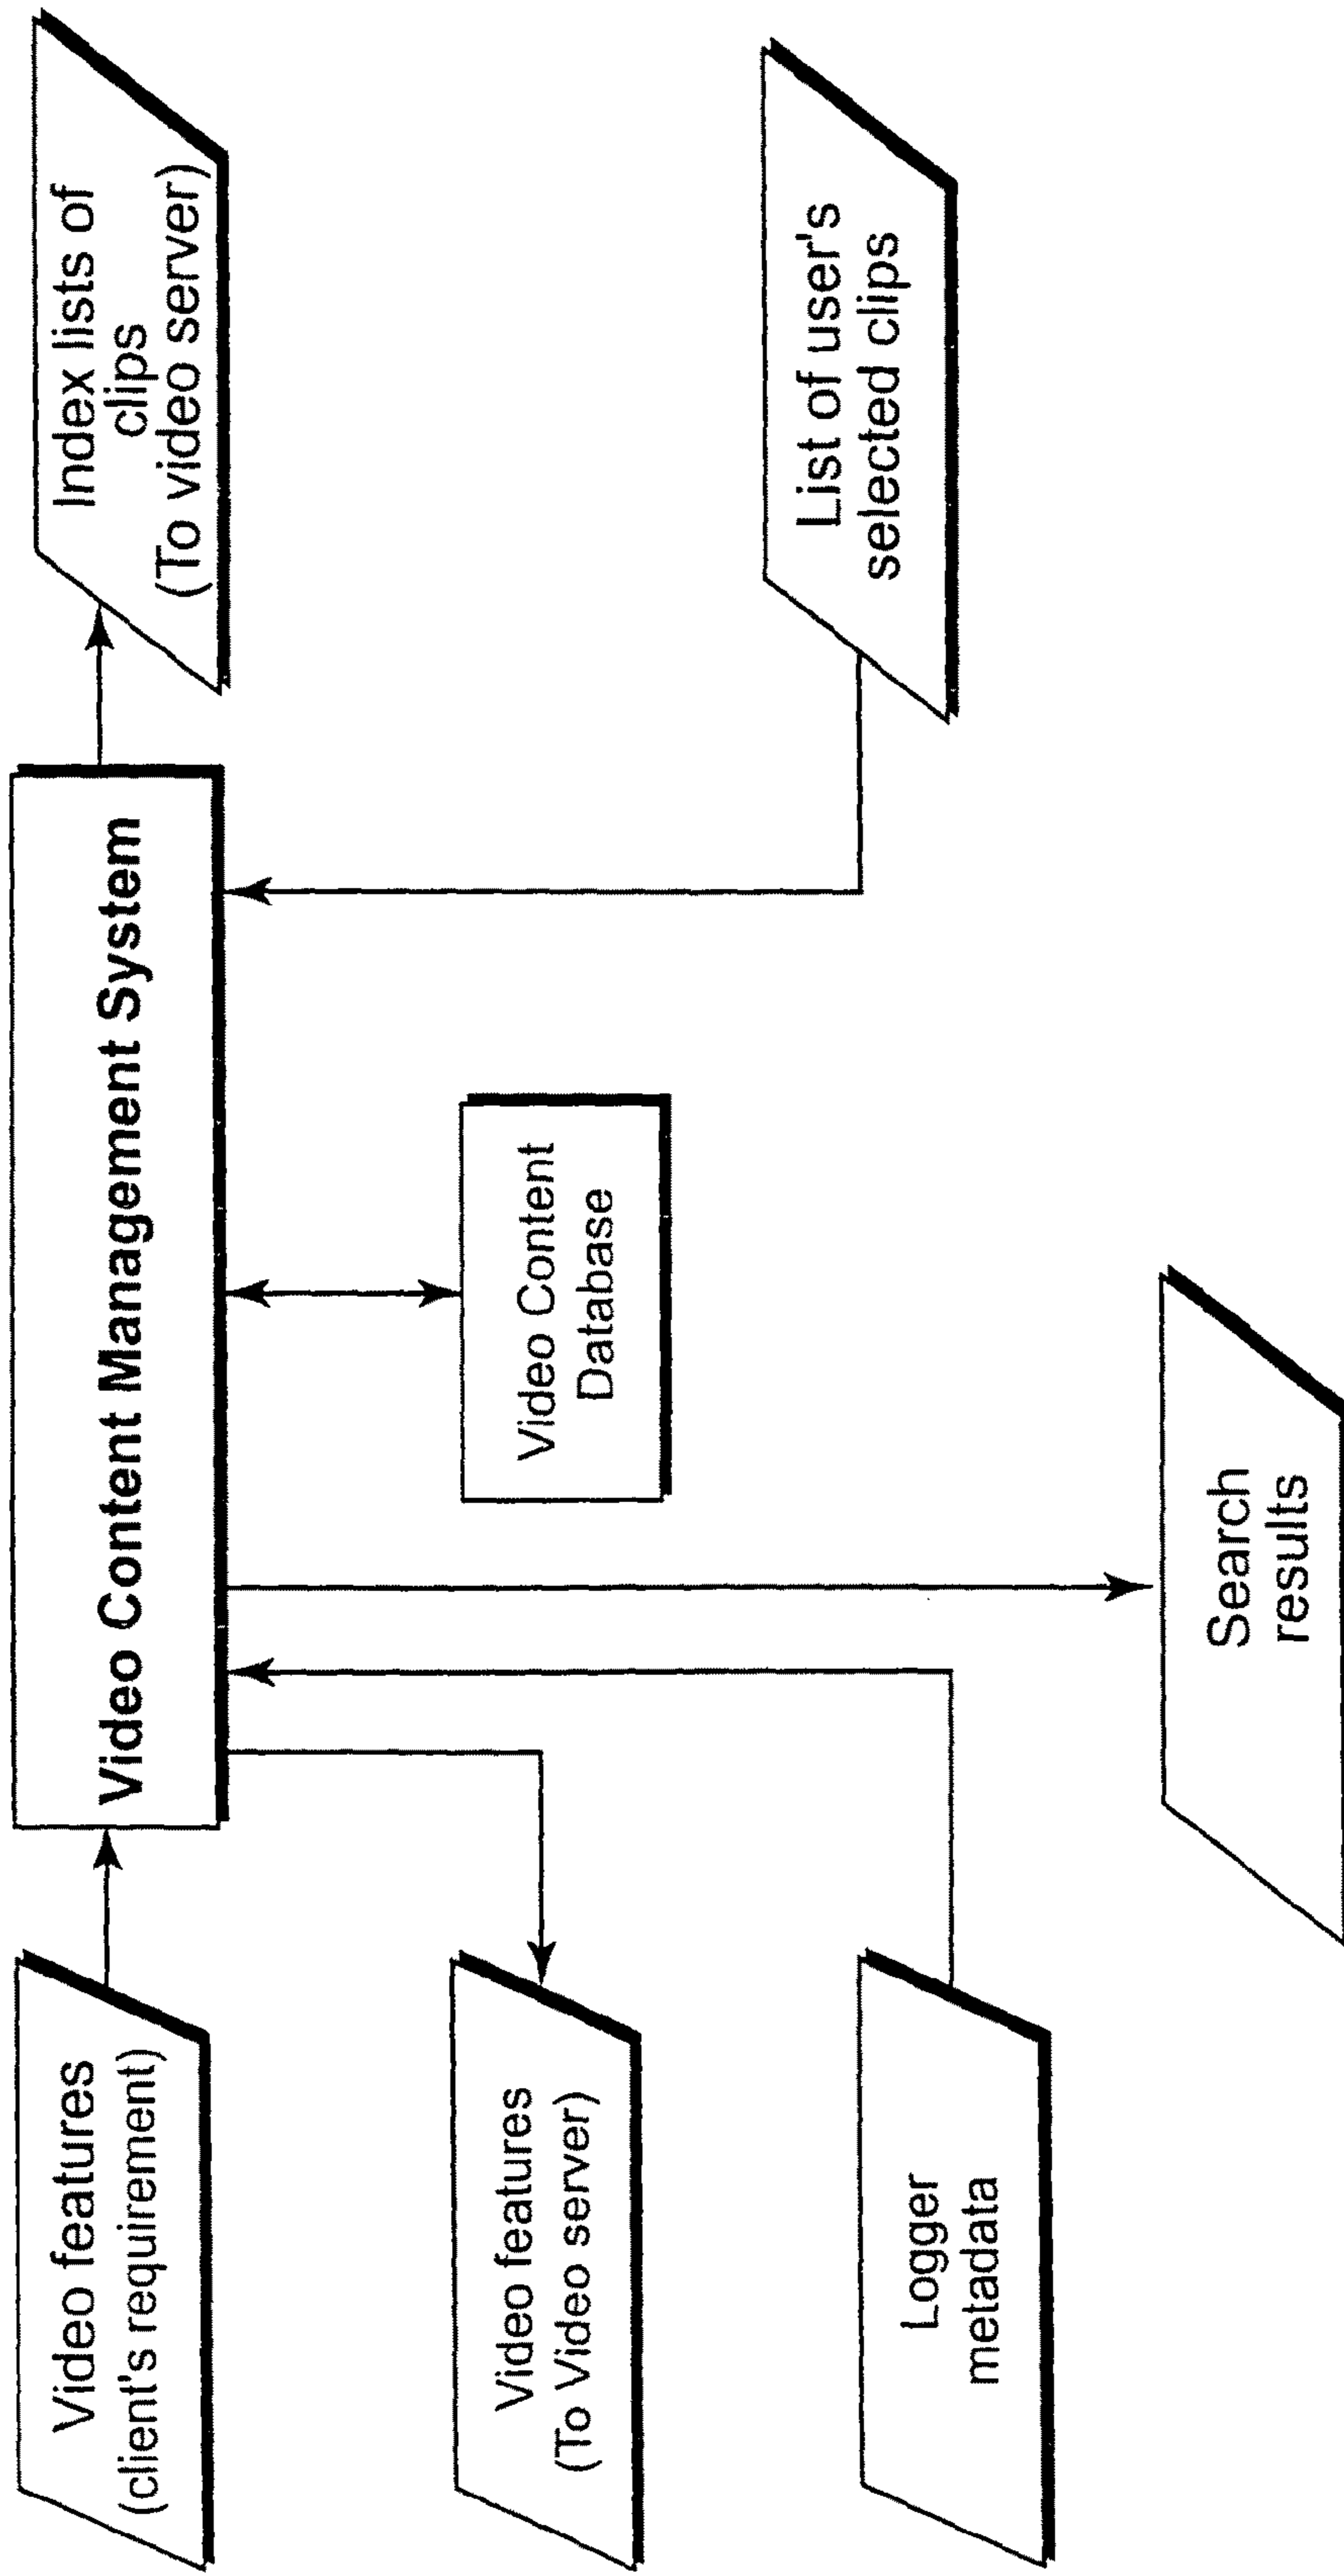 Video features
(client's requirement)
Video Content Management System
Index lists of
clips
(To video server)
Video features
(To Video server)
Video Content
Database
List of user's
selected clips
Logger
metadata
Search
results